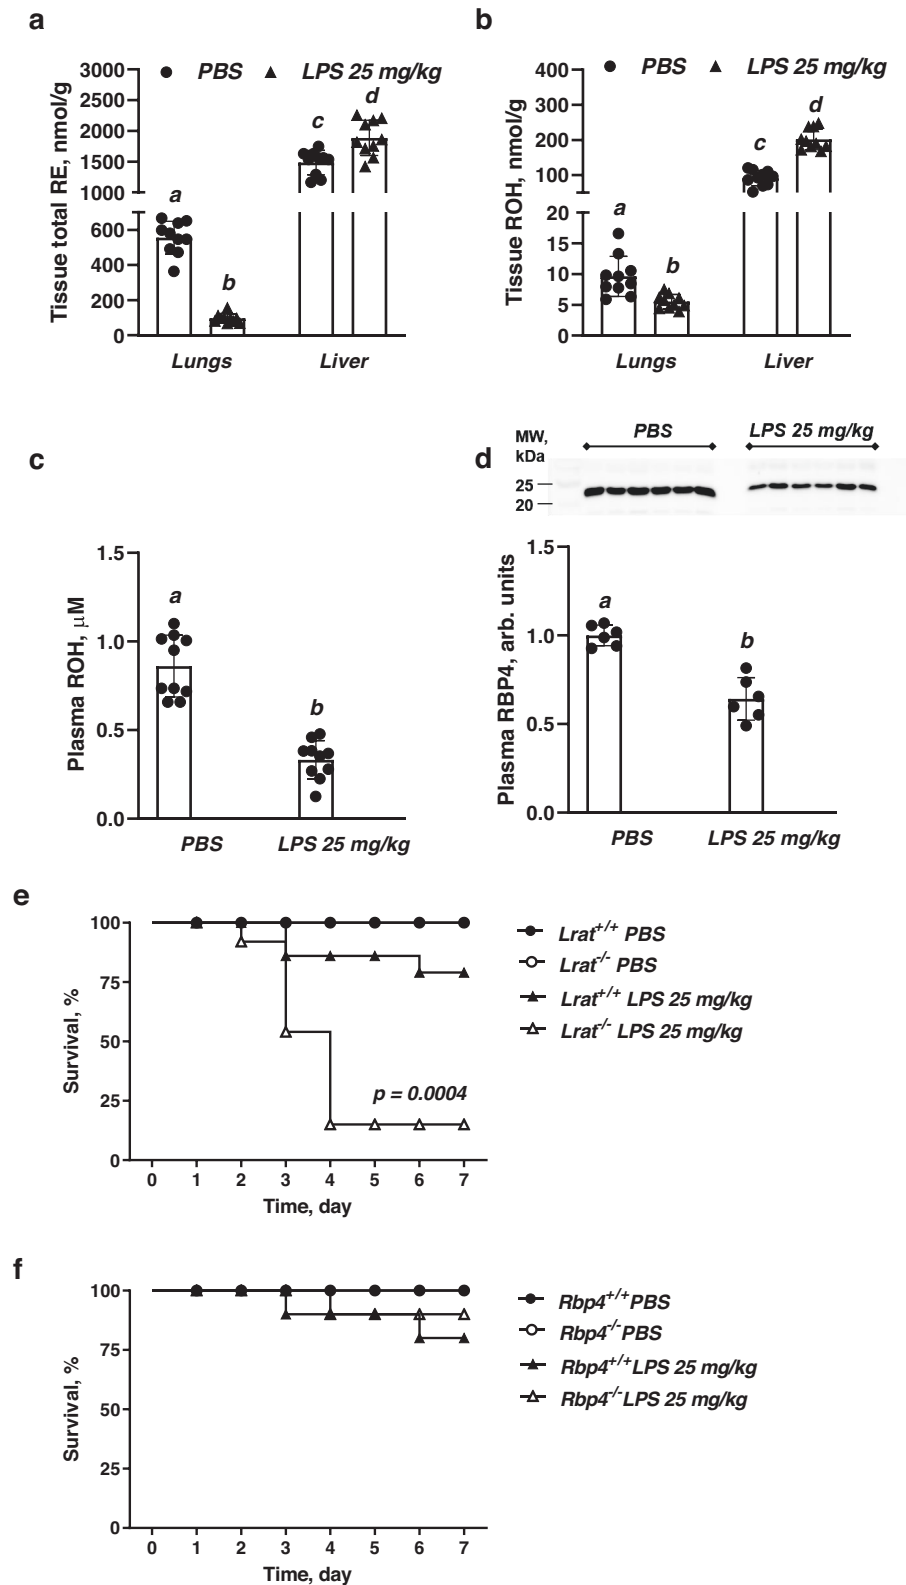 a
PBS LPS 25 mg/kg
Tissue total RE, nmol/g
3000
2500
2000
1500
1000
600
400
200
0
a
b
c
d
Lungs Liver
b
PBS LPS 25 mg/kg
Tissue ROH, nmol/g
400
300
200
100
20
15
10
5
0
a
b
c
d
Lungs Liver
c
Plasma ROH, μM
1.5
1.0
0.5
0.0
a
b
PBS LPS 25 mg/kg
d
MW,
kDa
PBS LPS 25 mg/kg
25
20
Plasma RBP4, arb. units
1.5
1.0
0.5
0.0
a
b
PBS LPS 25 mg/kg
e
Survival, %
100
75
50
25
0
p = 0.0004
0 1 2 3 4 5 6 7
Time, day
Lrat+/+ PBS
Lrat-/- PBS
Lrat+/+ LPS 25 mg/kg
Lrat-/- LPS 25 mg/kg
f
Survival, %
100
75
50
25
0
0 1 2 3 4 5 6 7
Time, day
Rbp4+/+PBS
Rbp4-/-PBS
Rbp4+/+LPS 25 mg/kg
Rbp4-/-LPS 25 mg/kg